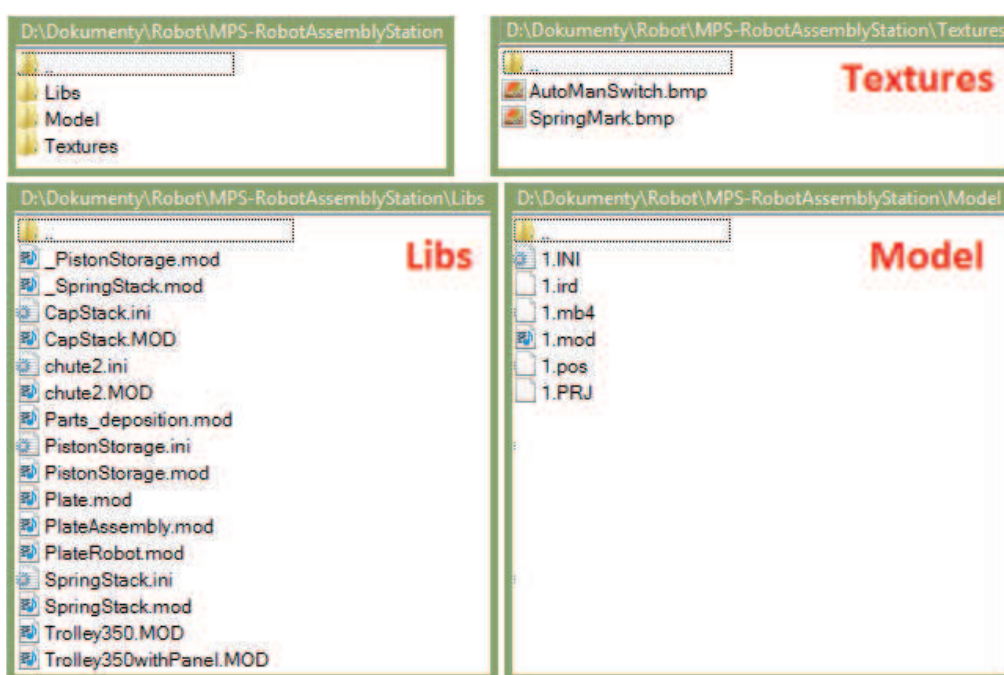 D:\Dokumenty\Robot\MPS-RobotAssemblyStation
..
Libs
Model
Textures
D:\Dokumenty\Robot\MPS-RobotAssemblyStation\Textures
..
AutoManSwitch.bmp
SpringMark.bmp
Textures
D:\Dokumenty\Robot\MPS-RobotAssemblyStation\Libs
..
_PistonStorage.mod
_SpringStack.mod
CapStack.ini
CapStack.MOD
chute2.ini
chute2.MOD
Parts_deposition.mod
PistonStorage.ini
PistonStorage.mod
Plate.mod
PlateAssembly.mod
PlateRobot.mod
SpringStack.ini
SpringStack.mod
Trolley350.MOD
Trolley350withPanel.MOD
Libs
D:\Dokumenty\Robot\MPS-RobotAssemblyStation\Model
..
1.INI
1.ird
1.mb4
1.mod
1.pos
1.PRJ
Model